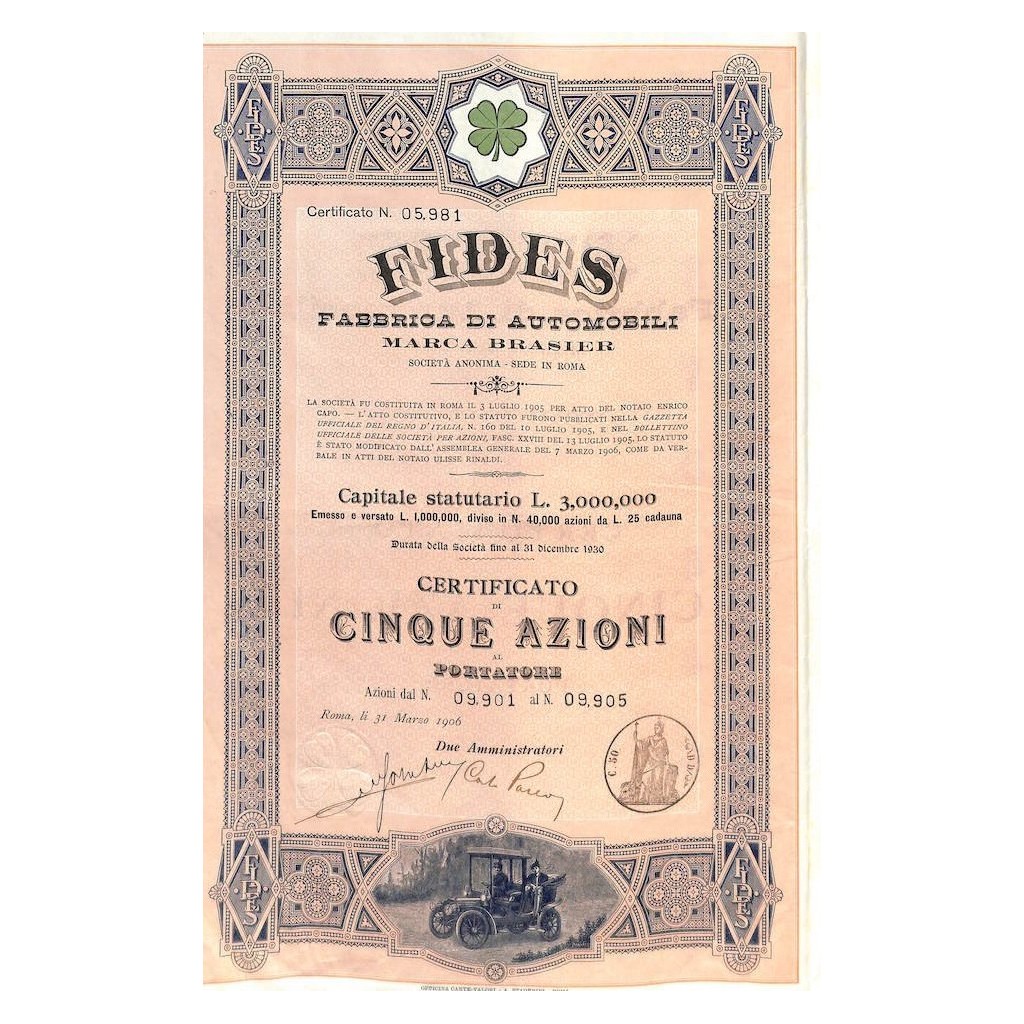 FIDES
FIDES
Certificato N. 05,981
FIDES
FABBRICA DI AUTOMOBILI
MARCA BRASIER
SOCIETÀ ANONIMA - SEDE IN ROMA
LA SOCIETÀ FU COSTITUITA IN ROMA IL 3 LUGLIO 1905 PER ATTO DEL NOTAIO ENRICO
CAPO. — L'ATTO COSTITUTIVO, E LO STATUTO FURONO PUBBLICATI NELLA GAZZETTA
UFFICIALE DEL REGNO D'ITALIA, N. 160 DEL 10 LUGLIO 1905, E NEL BOLLETTINO
UFFICIALE DELLE SOCIETÀ PER AZIONI, FASC. XXVIII DEL 13 LUGLIO 1905. LO STATUTO
È STATO MODIFICATO DALL'ASSEMBLEA GENERALE DEL 7 MARZO 1906, COME DA VER-
BALE IN ATTI DEL NOTAIO ULISSE RINALDI.
Capitale statutario L. 3,000,000
Emesso e versato L. 1,000,000, diviso in N. 40,000 azioni da L. 25 cadauna
Durata della Società fino al 31 dicembre 1930
CERTIFICATO
DI
CINQUE AZIONI
AL
PORTATORE
Azioni dal N. 09,901 al N. 09,905
Roma, li 31 Marzo 1906
Due Amministratori
C. 50
FIDES
FIDES
OFFICINA CARTE-VALORI